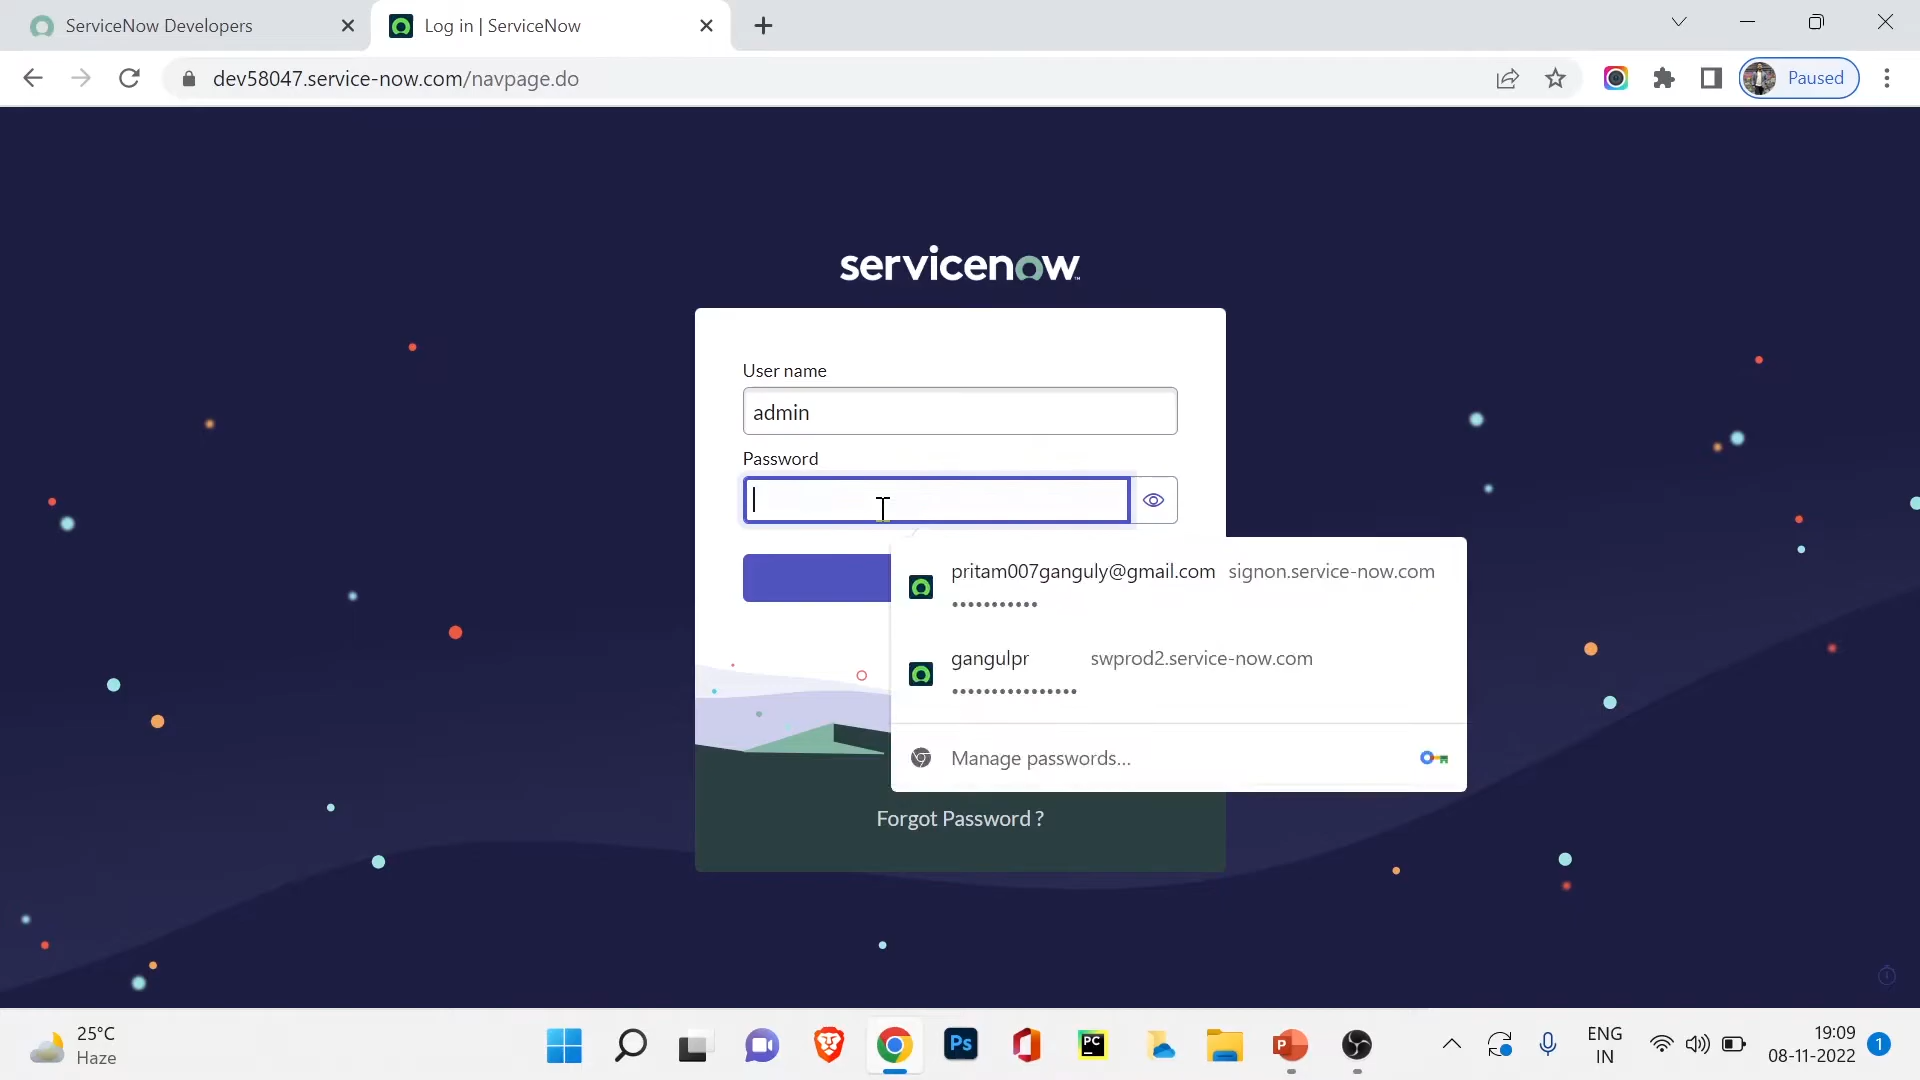 ServiceNow Developers
Log in | ServiceNow
dev58047.service-now.com/navpage.do
Paused
servicenow
User name
admin
Password
pritam007ganguly@gmail.com signon.service-now.com
•••••••••••
gangulpr swprod2.service-now.com
••••••••••••••••
Manage passwords...
Forgot Password ?
25°C
Haze
Ps
PC
P
ENG
IN
19:09
08-11-2022
1